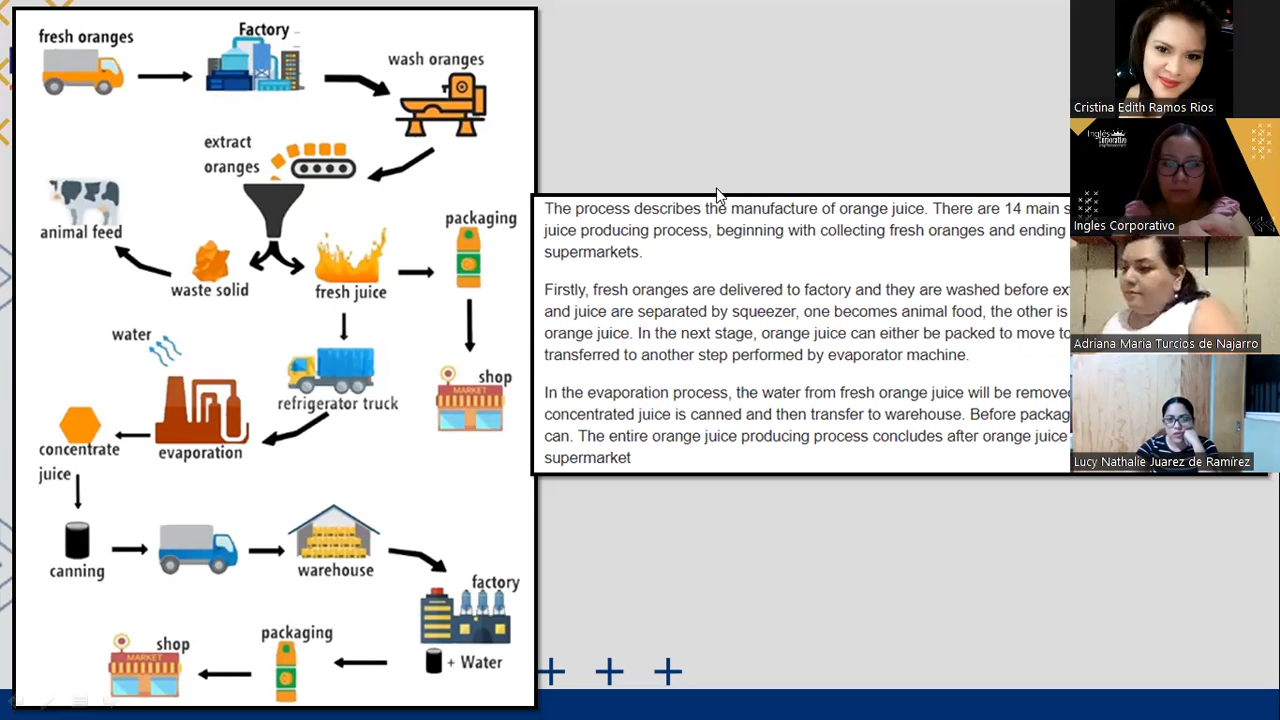 fresh oranges
Factory
wash oranges
extract
oranges
animal feed
waste solid
fresh juice
packaging
water
MARKET
shop
refrigerator truck
evaporation
concentrate
juice
canning
warehouse
factory
+ Water
packaging
shop
MARKET
The process describes the manufacture of orange juice. There are 14 main
juice producing process, beginning with collecting fresh oranges and ending
supermarkets.
Firstly, fresh oranges are delivered to factory and they are washed before
and juice are separated by squeezer, one becomes animal food, the other is
orange juice. In the next stage, orange juice can either be packed to move
transferred to another step performed by evaporator machine.
In the evaporation process, the water from fresh orange juice will be removed
concentrated juice is canned and then transfer to warehouse. Before
can. The entire orange juice producing process concludes after orange juice
supermarket
Cristina Edith Ramos Rios
Inglés
Corporativo
Ingles Corporativo
Adriana Maria Turcios de Najarro
Lucy Nathalie Juarez de Ramírez